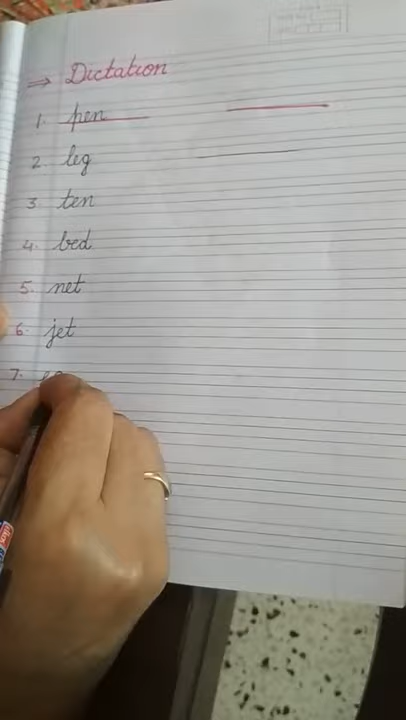 ⇒ Dictation
1. pen
2. leg
3. ten
4. bed
5. net
6. jet
7.